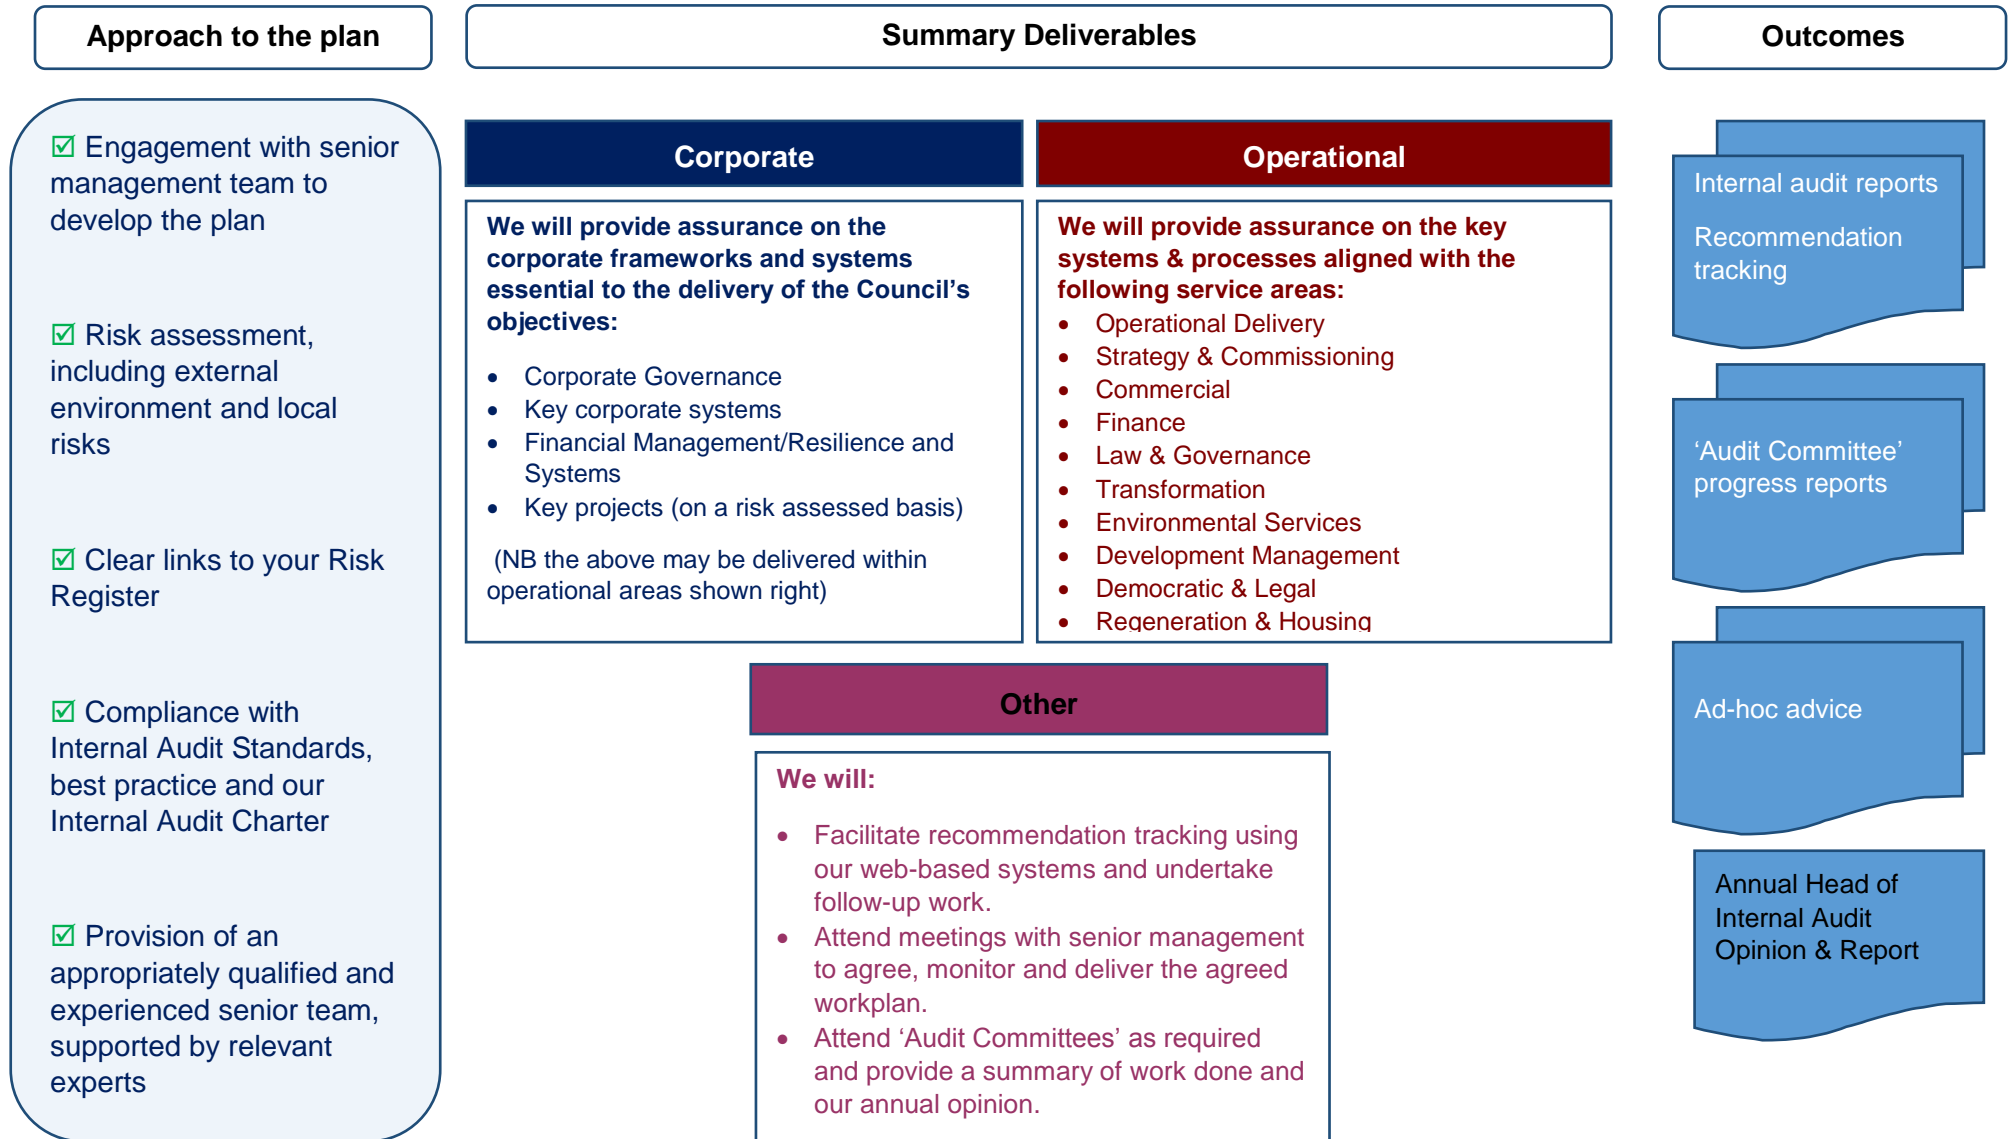 Approach to the plan
Summary Deliverables
Outcomes
☑ Engagement with senior
management team to
develop the plan
☑ Risk assessment,
including external
environment and local
risks
☑ Clear links to your Risk
Register
☑ Compliance with
Internal Audit Standards,
best practice and our
Internal Audit Charter
☑ Provision of an
appropriately qualified and
experienced senior team,
supported by relevant
experts
Corporate
We will provide assurance on the
corporate frameworks and systems
essential to the delivery of the Council’s
objectives:
• Corporate Governance
• Key corporate systems
• Financial Management/Resilience and
Systems
• Key projects (on a risk assessed basis)
(NB the above may be delivered within
operational areas shown right)
Operational
We will provide assurance on the key
systems & processes aligned with the
following service areas:
• Operational Delivery
• Strategy & Commissioning
• Commercial
• Finance
• Law & Governance
• Transformation
• Environmental Services
• Development Management
• Democratic & Legal
• Regeneration & Housing
Other
We will:
• Facilitate recommendation tracking using
our web-based systems and undertake
follow-up work.
• Attend meetings with senior management
to agree, monitor and deliver the agreed
workplan.
• Attend ‘Audit Committees’ as required
and provide a summary of work done and
our annual opinion.
Internal audit reports
Recommendation
tracking
‘Audit Committee’
progress reports
Ad-hoc advice
Annual Head of
Internal Audit
Opinion & Report